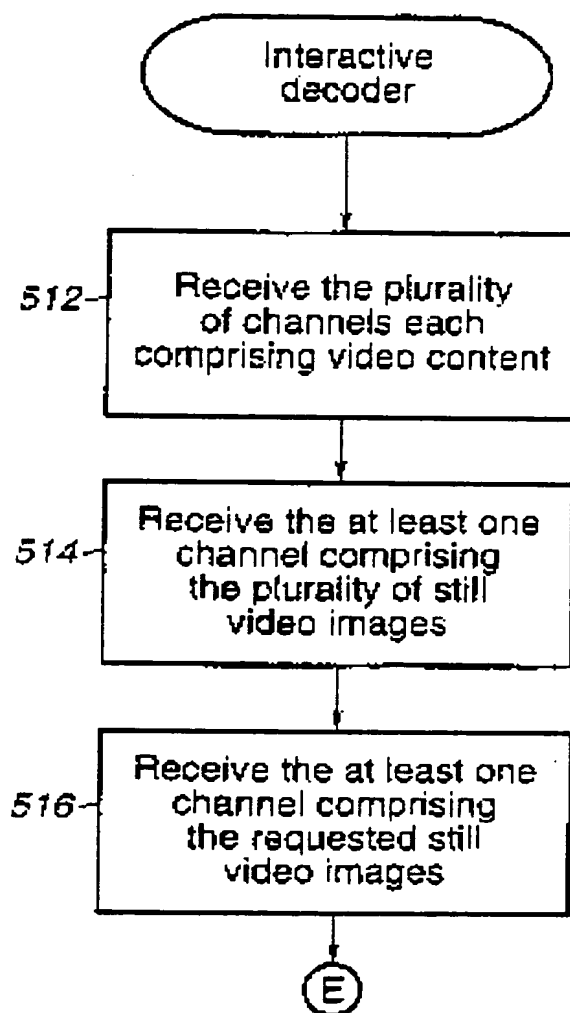 Interactive
decoder
512
Receive the plurality
of channels each
comprising video content
514
Receive the at least one
channel comprising
the plurality of still
video images
516
Receive the at least one
channel comprising
the requested still
video images
E